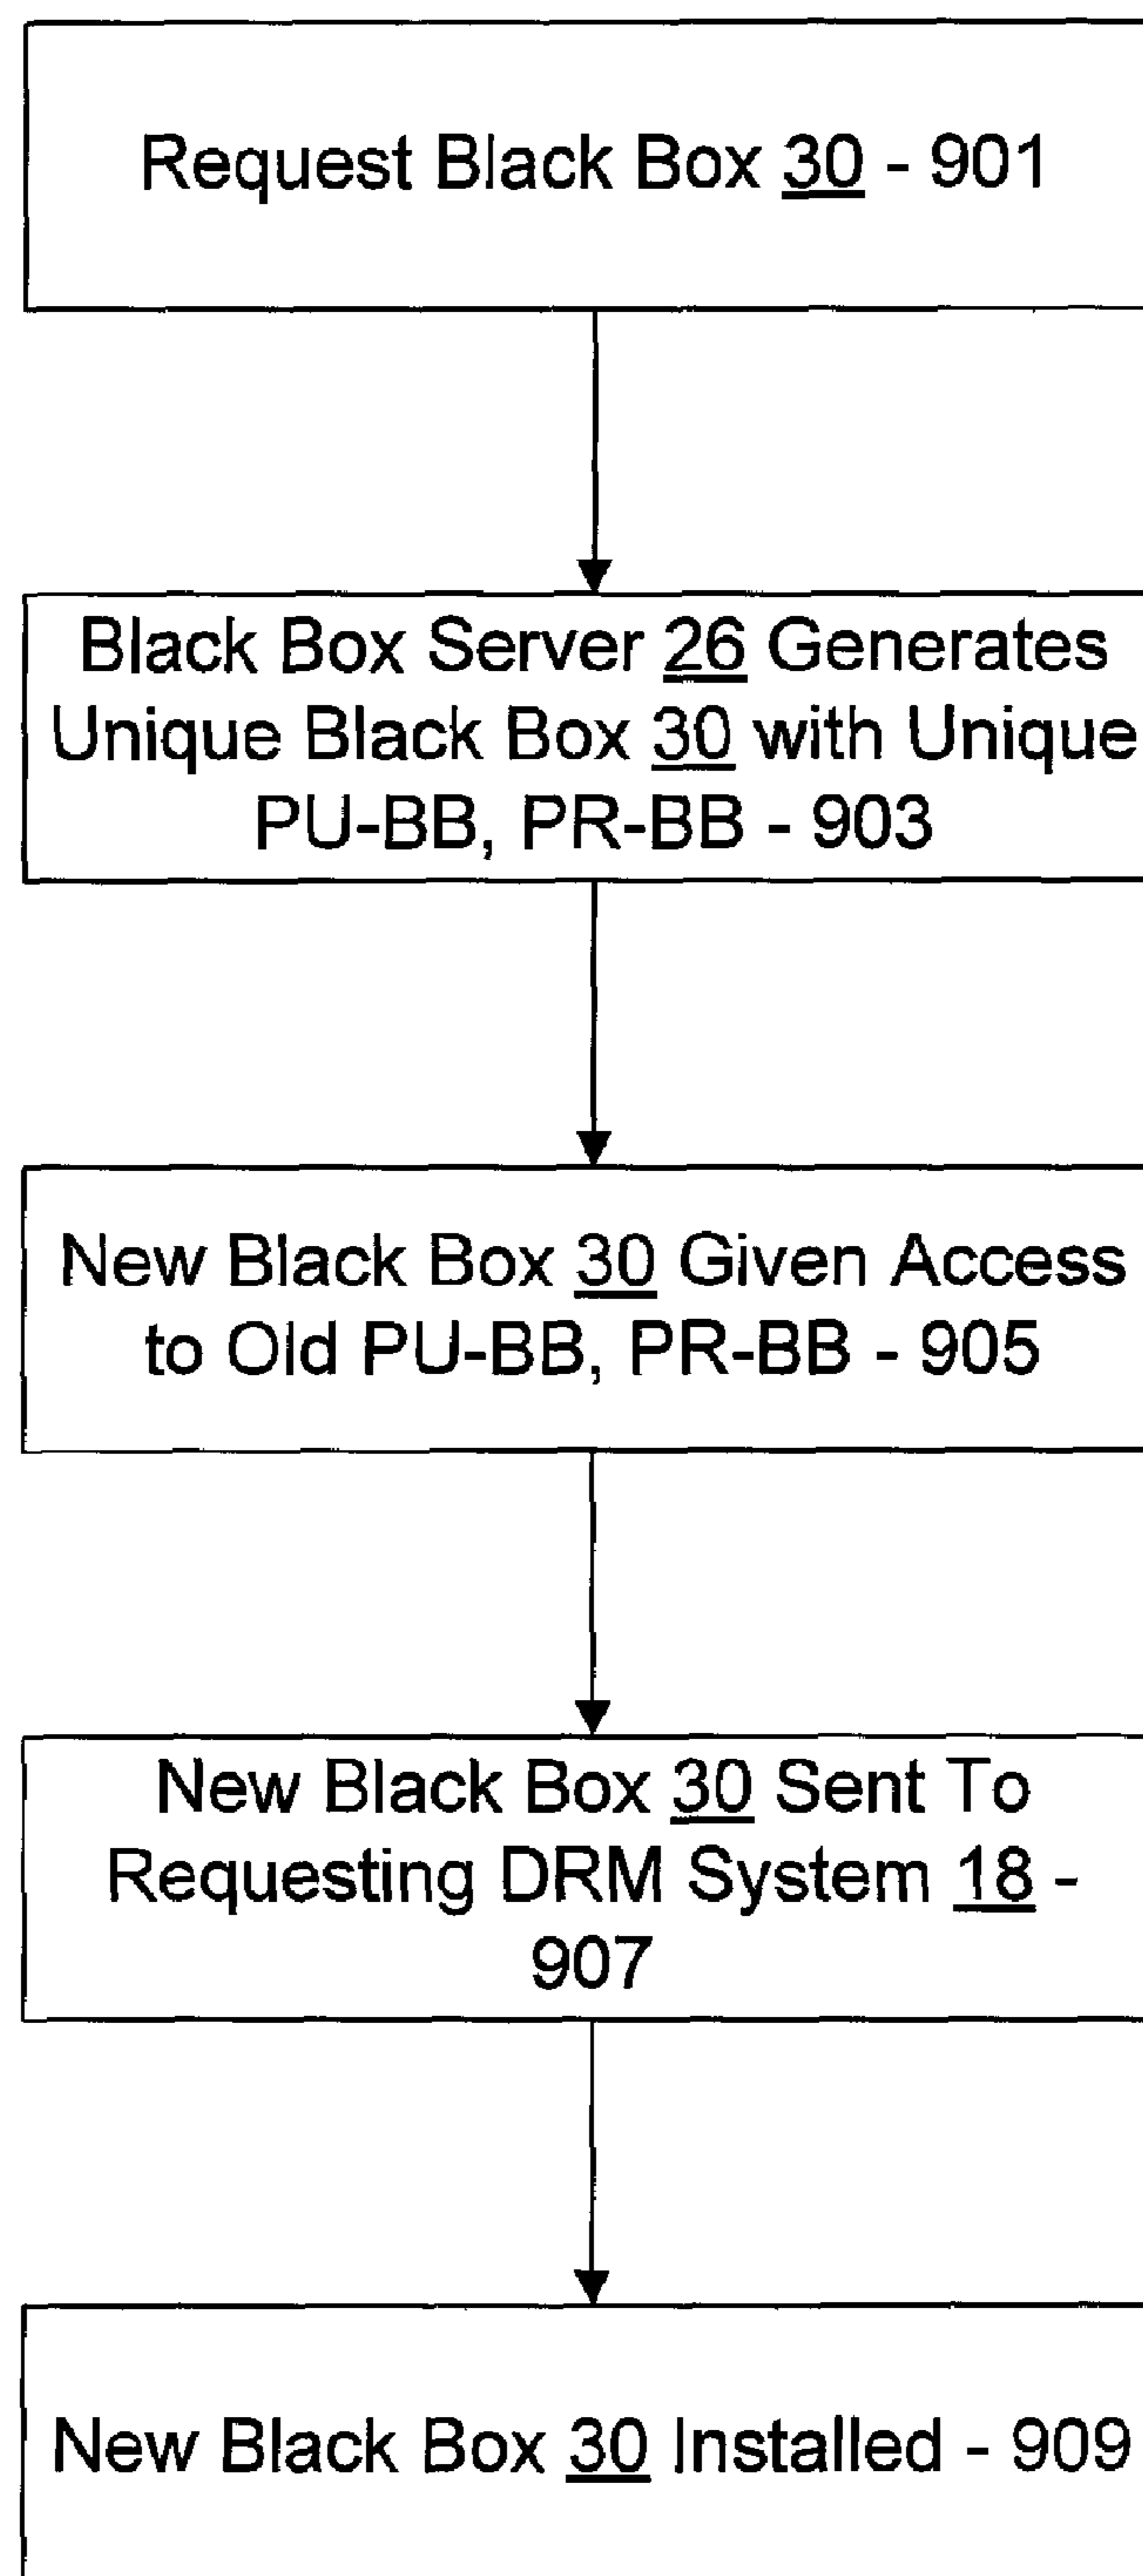 Request Black Box 30 - 901
Black Box Server 26 Generates
Unique Black Box 30 with Unique
PU-BB, PR-BB - 903
New Black Box 30 Given Access
to Old PU-BB, PR-BB - 905
New Black Box 30 Sent To
Requesting DRM System 18 -
907
New Black Box 30 Installed - 909